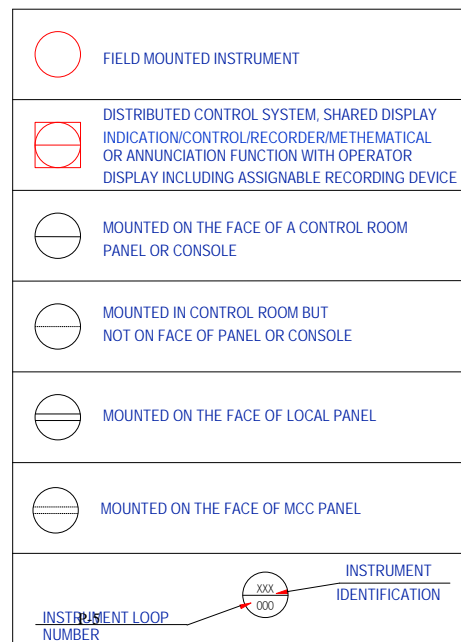 FIELD MOUNTED INSTRUMENT
DISTRIBUTED CONTROL SYSTEM, SHARED DISPLAY
INDICATION/CONTROL/RECORDER/METHEMATICAL
OR ANNUNCIATION FUNCTION WITH OPERATOR
DISPLAY INCLUDING ASSIGNABLE RECORDING DEVICE
MOUNTED ON THE FACE OF A CONTROL ROOM
PANEL OR CONSOLE
MOUNTED IN CONTROL ROOM BUT
NOT ON FACE OF PANEL OR CONSOLE
MOUNTED ON THE FACE OF LOCAL PANEL
MOUNTED ON THE FACE OF MCC PANEL
XXX
000
INSTRUMENT
IDENTIFICATION
INSTRUMENT LOOP
NUMBER